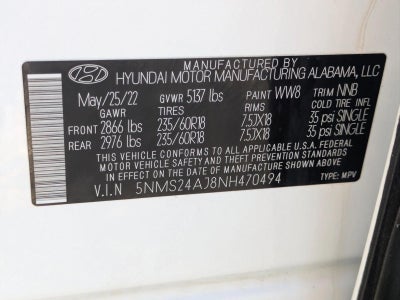 MANUFACTURED BY
HYUNDAI MOTOR MANUFACTURING ALABAMA, LLC
May/25/22 GVWR 5137 lbs PAINT WW8 TRIM NNB
GAWR TIRES RIMS COLD TIRE INFL
FRONT 2866 lbs 235/60R18 7.5JX18 35 psi SINGLE
REAR 2976 lbs 235/60R18 7.5JX18 35 psi SINGLE
THIS VEHICLE CONFORMS TO ALL APPLICABLE U.S.A. FEDERAL
MOTOR VEHICLE SAFETY AND THEFT PREVENTION STANDARDS
IN EFFECT ON THE DATE OF MANUFACTURE SHOWN ABOVE.
V.I.N 5NMS24AJ8NH470494 TYPE: MPV